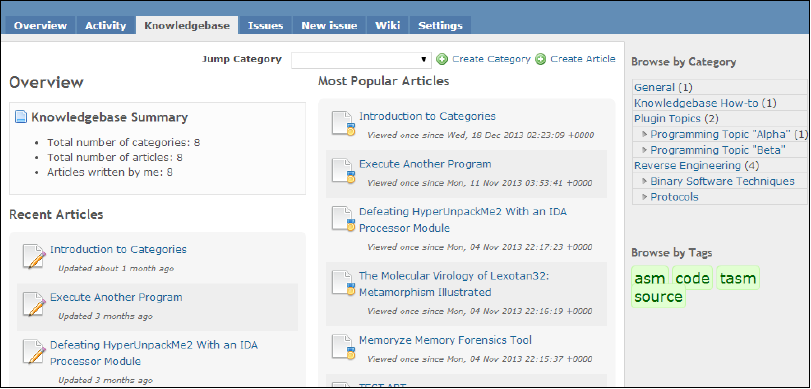 Overview Activity Knowledgebase Issues New issue Wiki Settings
Jump Category Create Category Create Article
Overview
Knowledgebase Summary
Total number of categories: 8
Total number of articles: 8
Articles written by me: 8
Recent Articles
Introduction to Categories
Updated about 1 month ago
Execute Another Program
Updated 3 months ago
Defeating HyperUnpackMe2 With an IDA
Processor Module
Updated 3 months ago
Most Popular Articles
Introduction to Categories
Viewed once since Wed, 18 Dec 2013 02:23:09 +0000
Execute Another Program
Viewed once since Mon, 11 Nov 2013 03:53:41 +0000
Defeating HyperUnpackMe2 With an IDA
Processor Module
Viewed once since Mon, 04 Nov 2013 22:17:23 +0000
The Molecular Virology of Lexotan32:
Metamorphism Illustrated
Viewed once since Mon, 04 Nov 2013 22:16:19 +0000
Memoryze Memory Forensics Tool
Viewed once since Mon, 04 Nov 2013 22:15:37 +0000
Browse by Category
General (1)
Knowledgebase How-to (1)
Plugin Topics (2)
Programming Topic "Alpha" (1)
Programming Topic "Beta"
Reverse Engineering (4)
Binary Software Techniques
Protocols
Browse by Tags
asm code tasm
source